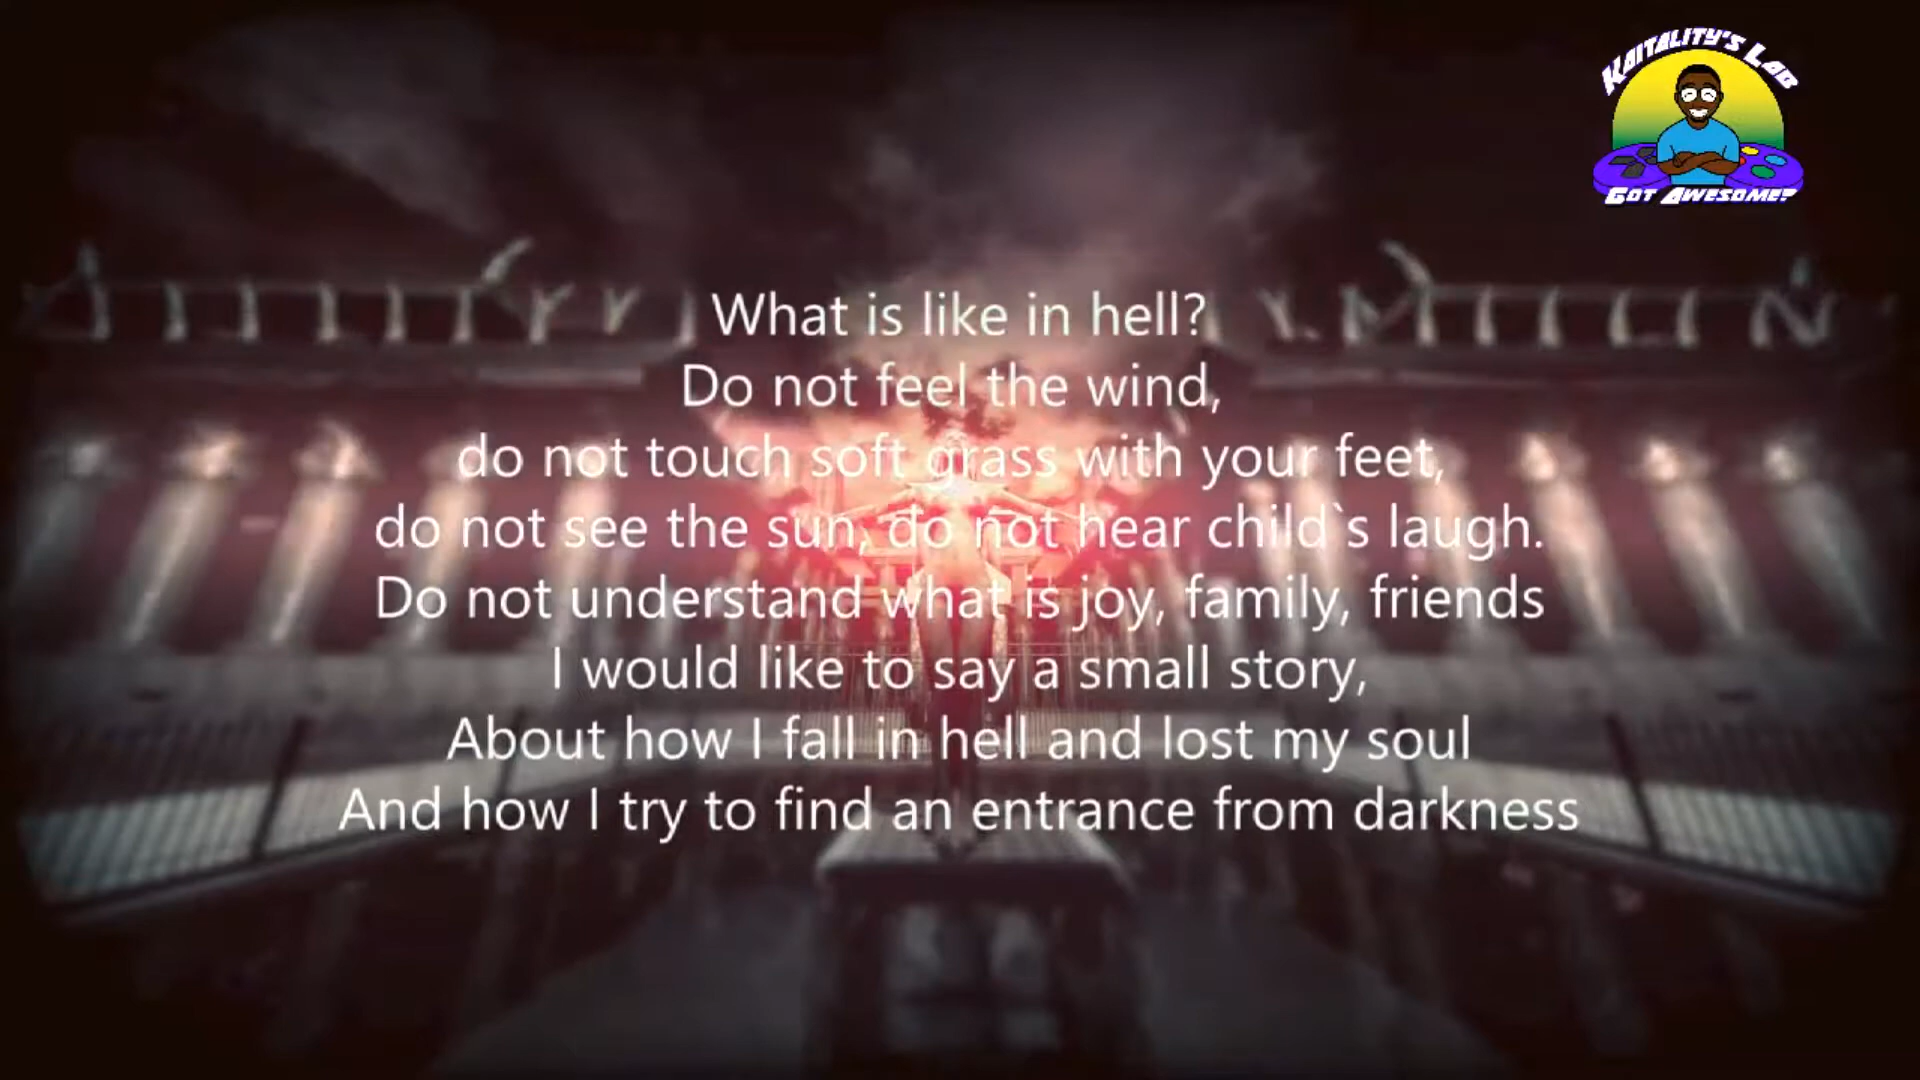 KAITALITY'S LAB
GOT AWESOME?
What is like in hell?
Do not feel the wind,
do not touch soft grass with your feet,
do not see the sun, do not hear child`s laugh.
Do not understand what is joy, family, friends
I would like to say a small story,
About how I fall in hell and lost my soul
And how I try to find an entrance from darkness